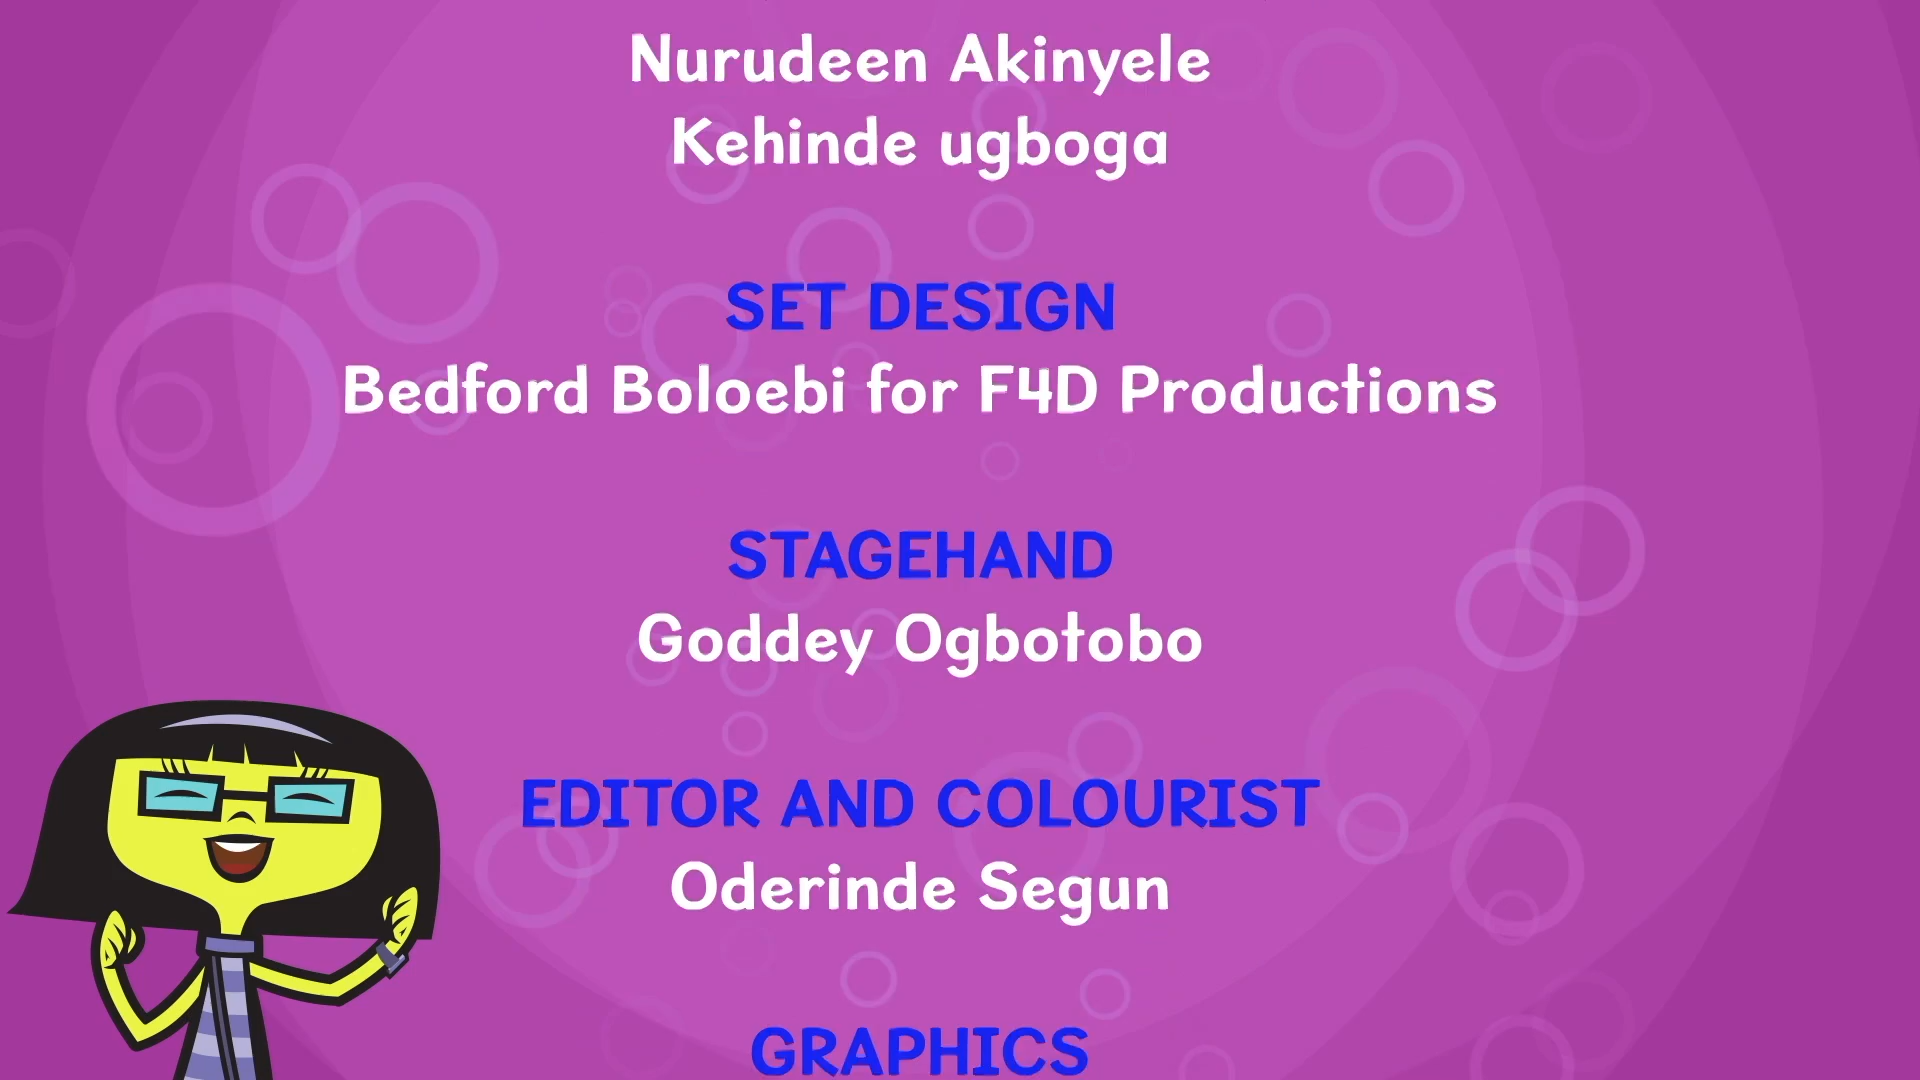 Nurudeen Akinyele
Kehinde ugboga
SET DESIGN
Bedford Boloebi for F4D Productions
STAGEHAND
Goddey Ogbotobo
EDITOR AND COLOURIST
Oderinde Segun
GRAPHICS